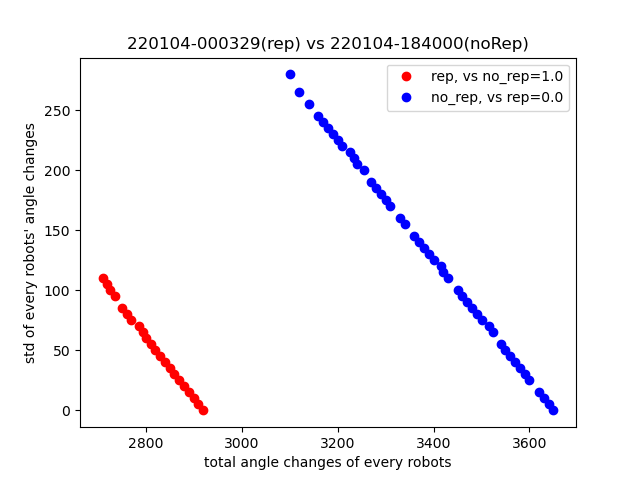 220104-000329(rep) vs 220104-184000(noRep)
rep, vs no_rep=1.0
no_rep, vs rep=0.0
std of every robots' angle changes
250
200
150
100
50
0
2800 3000 3200 3400 3600
total angle changes of every robots